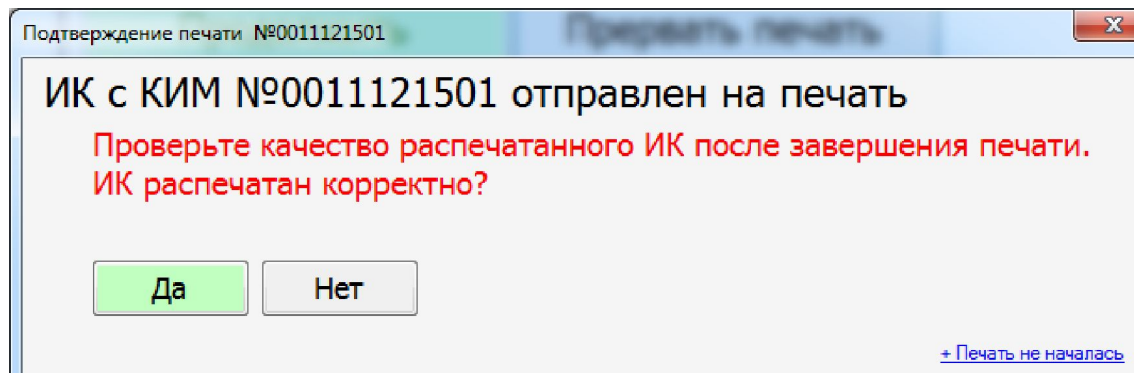 Подтверждение печати №0011121501
Прервать печать
ИК с КИМ №0011121501 отправлен на печать
Проверьте качество распечатанного ИК после завершения печати.
ИК распечатан корректно?
Да
Нет
+ Печать не началась